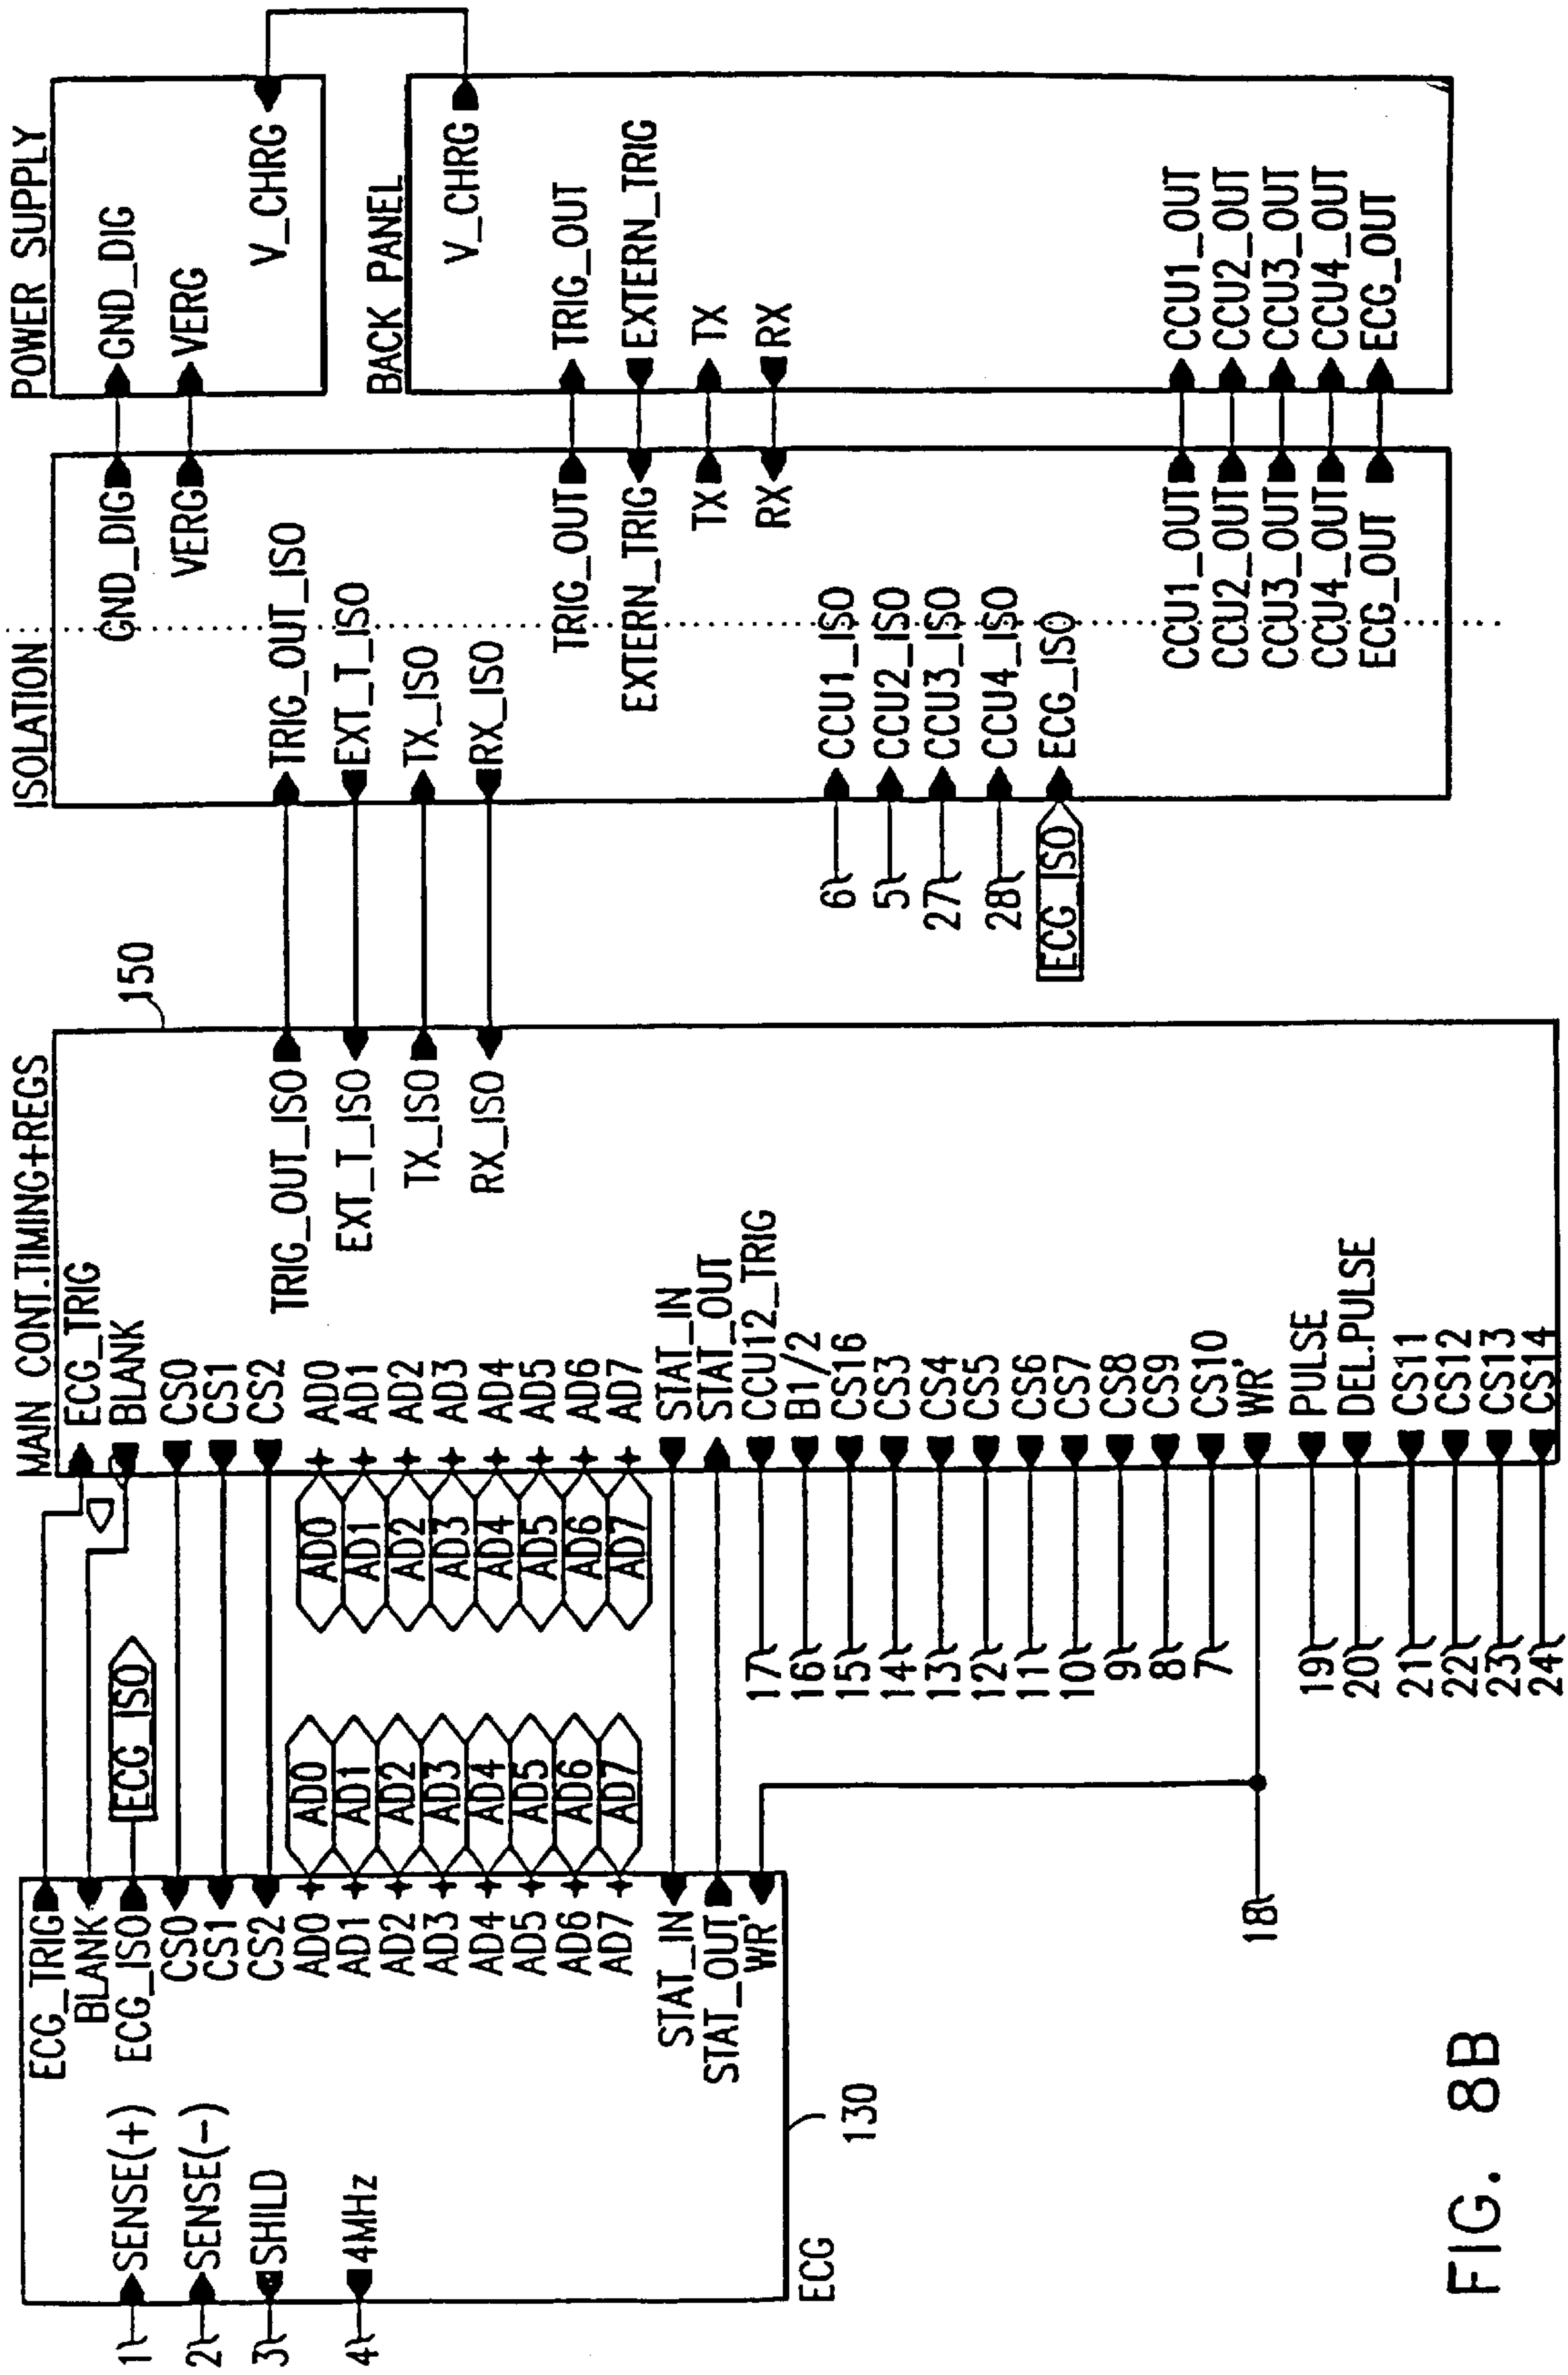 POWER SUPPLY
GND_DIG
VERG
V_CHRG
BACK PANEL
V_CHRG
TRIG_OUT
EXTERN_TRIG
TX
RX
CCU1_OUT
CCU2_OUT
CCU3_OUT
CCU4_OUT
ECG_OUT
ISOLATION
GND_DIG
VERG
TRIG_OUT_ISO
EXT_T_ISO
TX_ISO
RX_ISO
TRIG_OUT
EXTERN_TRIG
TX
RX
6
CCU1_ISO
5
CCU2_ISO
27
CCU3_ISO
28
CCU4_ISO
ECG_ISO
ECG_ISO
CCU1_OUT
CCU2_OUT
CCU3_OUT
CCU4_OUT
ECG_OUT
150
MAIN CONT.TIMING+REGS
ECG_TRIG
BLANK
CS0
CS1
CS2
TRIG_OUT_ISO
EXT_T_ISO
TX_ISO
RX_ISO
AD0
AD0
AD1
AD1
AD2
AD2
AD3
AD3
AD4
AD4
AD5
AD5
AD6
AD6
AD7
AD7
STAT_IN
STAT_OUT
17
CCU12_TRIG
16
B1/2
15
CS16
14
CS3
13
CS4
12
CS5
11
CS6
10
CS7
9
CS8
8
CS9
7
CS10
18
WR'
19
PULSE
20
DEL.PULSE
21
CS11
22
CS12
23
CS13
24
CS14
ECG_ISO
ECG_TRIG
BLANK
ECG_ISO
CS0
CS1
CS2
AD0
AD0
AD1
AD1
AD2
AD2
AD3
AD3
AD4
AD4
AD5
AD5
AD6
AD6
AD7
AD7
STAT_IN
STAT_OUT
WR'
1
SENSE(+)
2
SENSE(-)
3
SHILD
4
4MHz
130
ECG
FIG. 8B